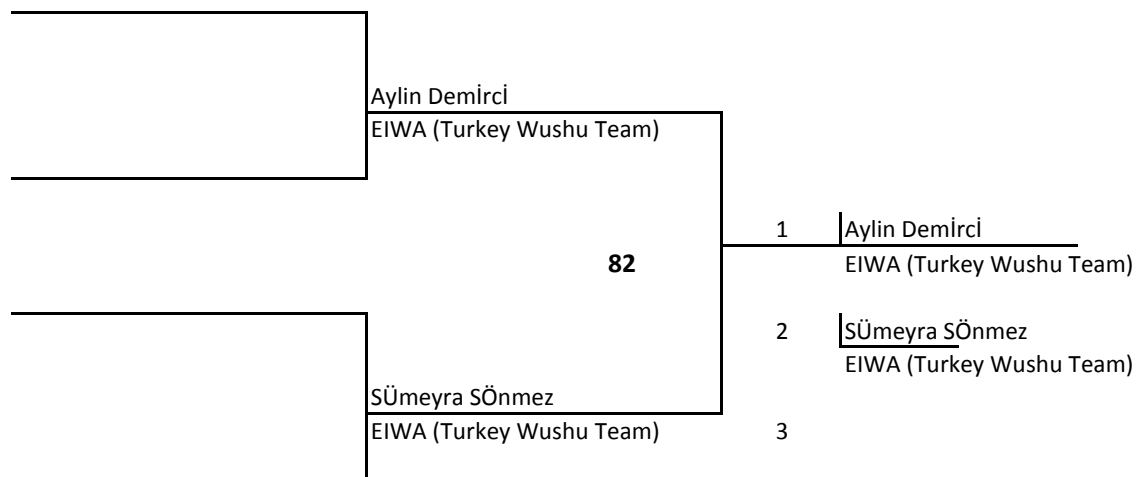 Aylin Demİrcİ
EIWA (Turkey Wushu Team)
1 Aylin Demİrcİ
82 EIWA (Turkey Wushu Team)
2 SÜmeyra SÖnmez
EIWA (Turkey Wushu Team)
SÜmeyra SÖnmez
EIWA (Turkey Wushu Team) 3